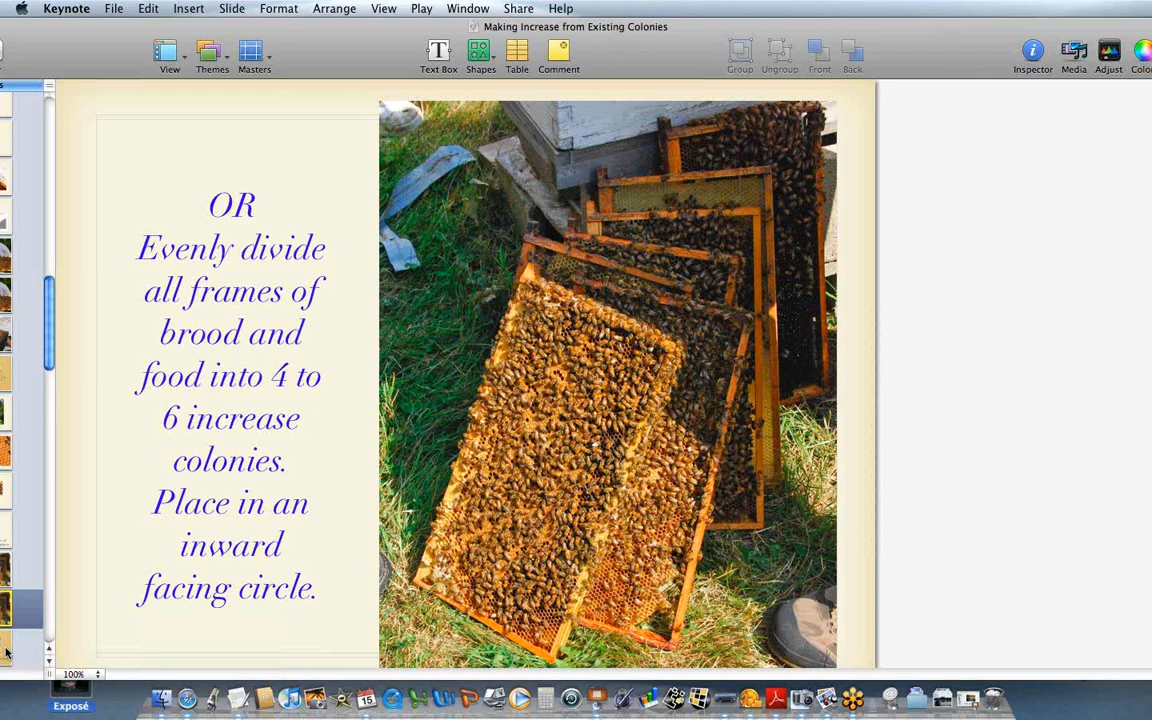 Keynote File Edit Insert Slide Format Arrange View Play Window Share Help
Making Increase from Existing Colonies
View Themes Masters Text Box Shapes Table Comment Group Ungroup Front Back Inspector Media Adjust Colo
OR
Evenly divide
all frames of
brood and
food into 4 to
6 increase
colonies.
Place in an
inward
facing circle.
100%
Exposé
15